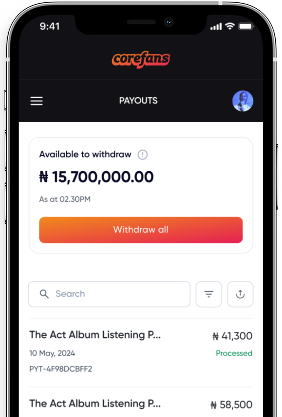 9:41
corefans
PAYOUTS
Available to withdraw
₦ 15,700,000.00
As at 02.30PM
Withdraw all
Search
The Act Album Listening P... ₦ 41,300
10 May, 2024 Processed
PYT-4F98DCBFF2
The Act Album Listening P... ₦ 58,500